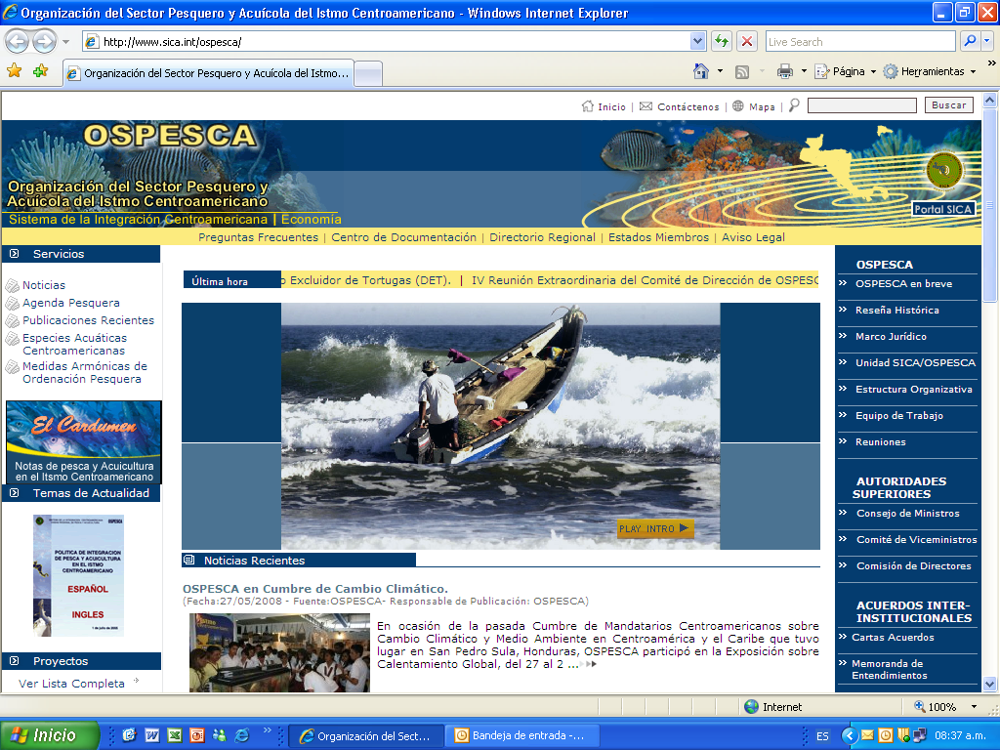 Organización del Sector Pesquero y Acuícola del Istmo Centroamericano - Windows Internet Explorer
http://www.sica.int/ospesca/
Live Search
Organización del Sector Pesquero y Acuícola del Istmo...
Página
Herramientas
Inicio | Contáctenos | Mapa |
Buscar
OSPESCA
Organización del Sector Pesquero y
Acuícola del Istmo Centroamericano
Sistema de la Integración Centroamericana | Economía
Portal SICA
Preguntas Frecuentes | Centro de Documentación | Directorio Regional | Estados Miembros | Aviso Legal
Servicios
Noticias
Agenda Pesquera
Publicaciones Recientes
Especies Acuáticas
Centroamericanas
Medidas Armónicas de
Ordenación Pesquera
El Cardumen
Notas de pesca y Acuicultura
en el Itsmo Centroamericano
Temas de Actualidad
OSPESCA
POLITICA DE INTEGRACION
DE PESCA Y ACUICULTURA
EN EL ISTMO
CENTROAMERICANO
ESPAÑOL
INGLES
Proyectos
Ver Lista Completa
Última hora
o Excluidor de Tortugas (DET). | IV Reunión Extraordinaria del Comité de Dirección de OSPESC
PLAY INTRO
Noticias Recientes
OSPESCA en Cumbre de Cambio Climático.
(Fecha:27/05/2008 - Fuente:OSPESCA- Responsable de Publicación: OSPESCA)
En ocasión de la pasada Cumbre de Mandatarios Centroamericanos sobre
Cambio Climático y Medio Ambiente en Centroamérica y el Caribe que tuvo
lugar en San Pedro Sula, Honduras, OSPESCA participó en la Exposición sobre
Calentamiento Global, del 27 al 2 ...
OSPESCA
OSPESCA en breve
Reseña Histórica
Marco Jurídico
Unidad SICA/OSPESCA
Estructura Organizativa
Equipo de Trabajo
Reuniones
AUTORIDADES
SUPERIORES
Consejo de Ministros
Comité de Viceministros
Comisión de Directores
ACUERDOS INTER-
INSTITUCIONALES
Cartas Acuerdos
Memoranda de
Entendimientos
Internet
100%
Inicio
Organización del Sect...
Bandeja de entrada -...
ES
08:37 a.m.